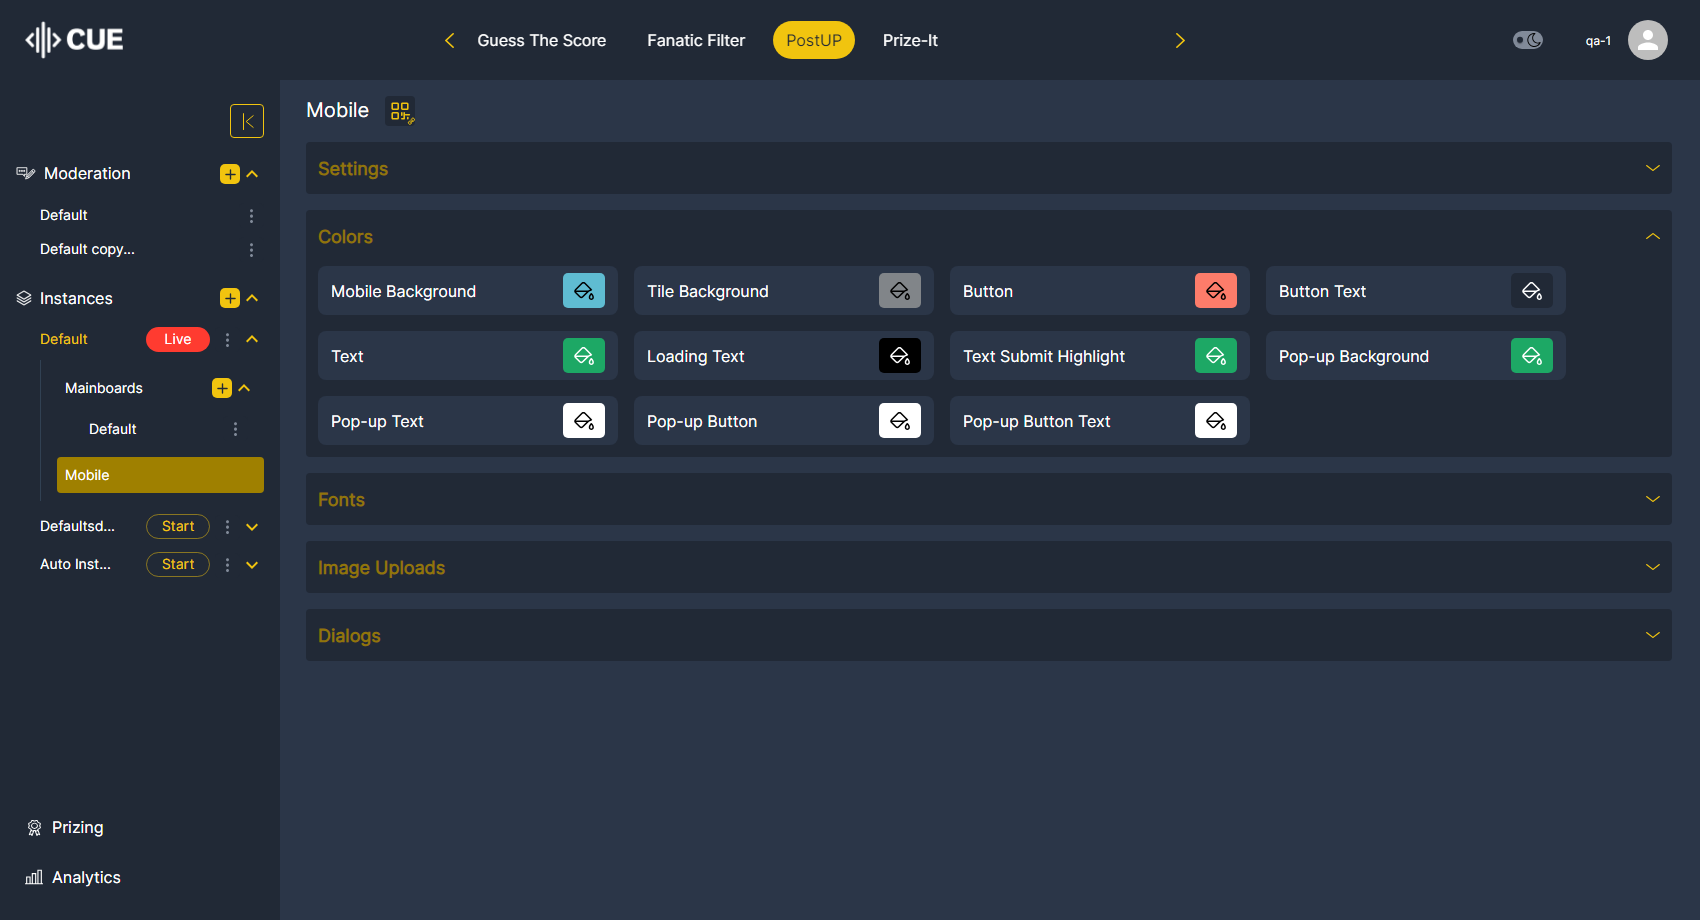 CUE
Guess The Score
Fanatic Filter
PostUP
Prize-It
qa-1
Moderation
Default
Default copy...
Instances
Default
Live
Mainboards
Default
Mobile
Defaultsd...
Start
Auto Inst...
Start
Prizing
Analytics
Mobile
Settings
Colors
Mobile Background
Tile Background
Button
Button Text
Text
Loading Text
Text Submit Highlight
Pop-up Background
Pop-up Text
Pop-up Button
Pop-up Button Text
Fonts
Image Uploads
Dialogs